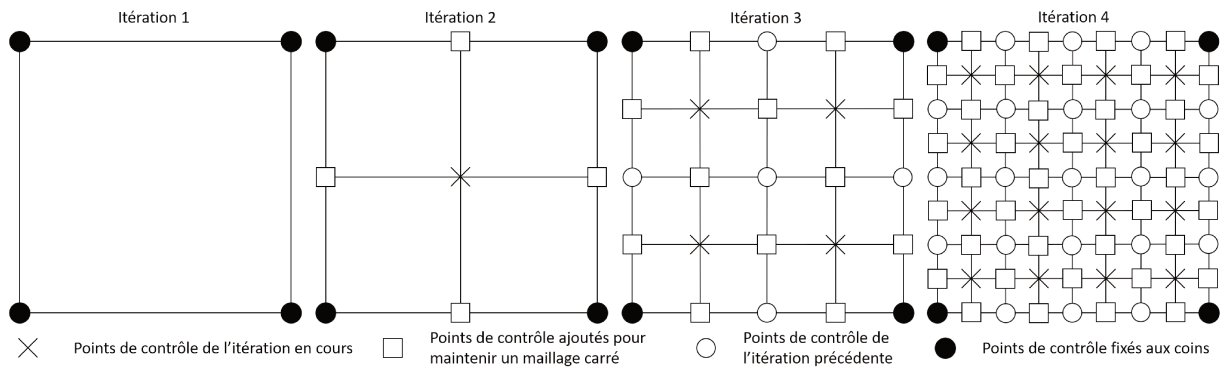 Itération 1
Itération 2
Itération 3
Itération 4
Points de contrôle de l'itération en cours
Points de contrôle ajoutés pour
maintenir un maillage carré
Points de contrôle de
l'itération précédente
Points de contrôle fixés aux coins